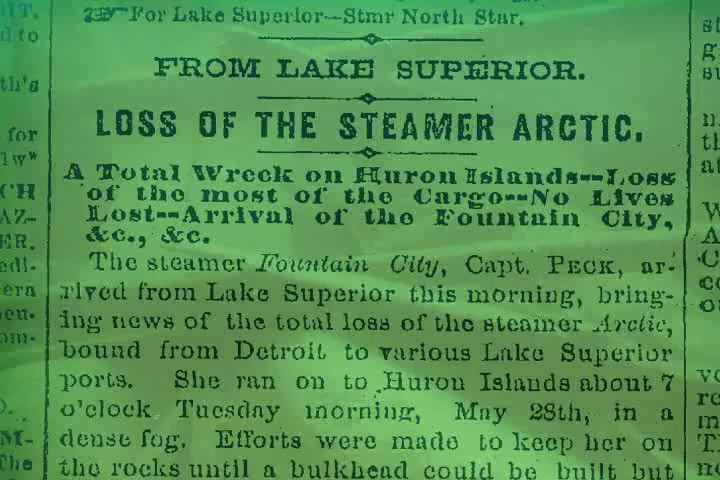 For Lake Superior—Stmr North Star.
FROM LAKE SUPERIOR.
LOSS OF THE STEAMER ARCTIC.
A Total Wreck on Huron Islands--Loss
of the most of the Cargo--No Lives
Lost--Arrival of the Fountain City,
&c., &c.
The steamer Fountain City, Capt. PECK, ar-
rived from Lake Superior this morning, bring-
ing news of the total loss of the steamer Arctic,
bound from Detroit to various Lake Superior
ports. She ran on to Huron Islands about 7
o'clock Tuesday morning, May 28th, in a
dense fog. Efforts were made to keep her on
the rocks until a bulkhead could be built but